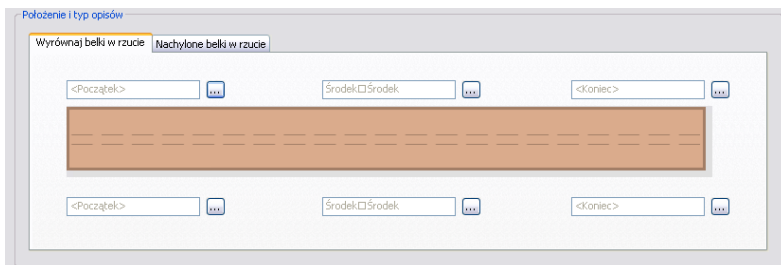 Położenie i typ opisów
Wyrównaj belki w rzucie Nachylone belki w rzucie
<Początek> ... Środek□Środek ... <Koniec> ...
<Początek> ... Środek□Środek ... <Koniec> ...